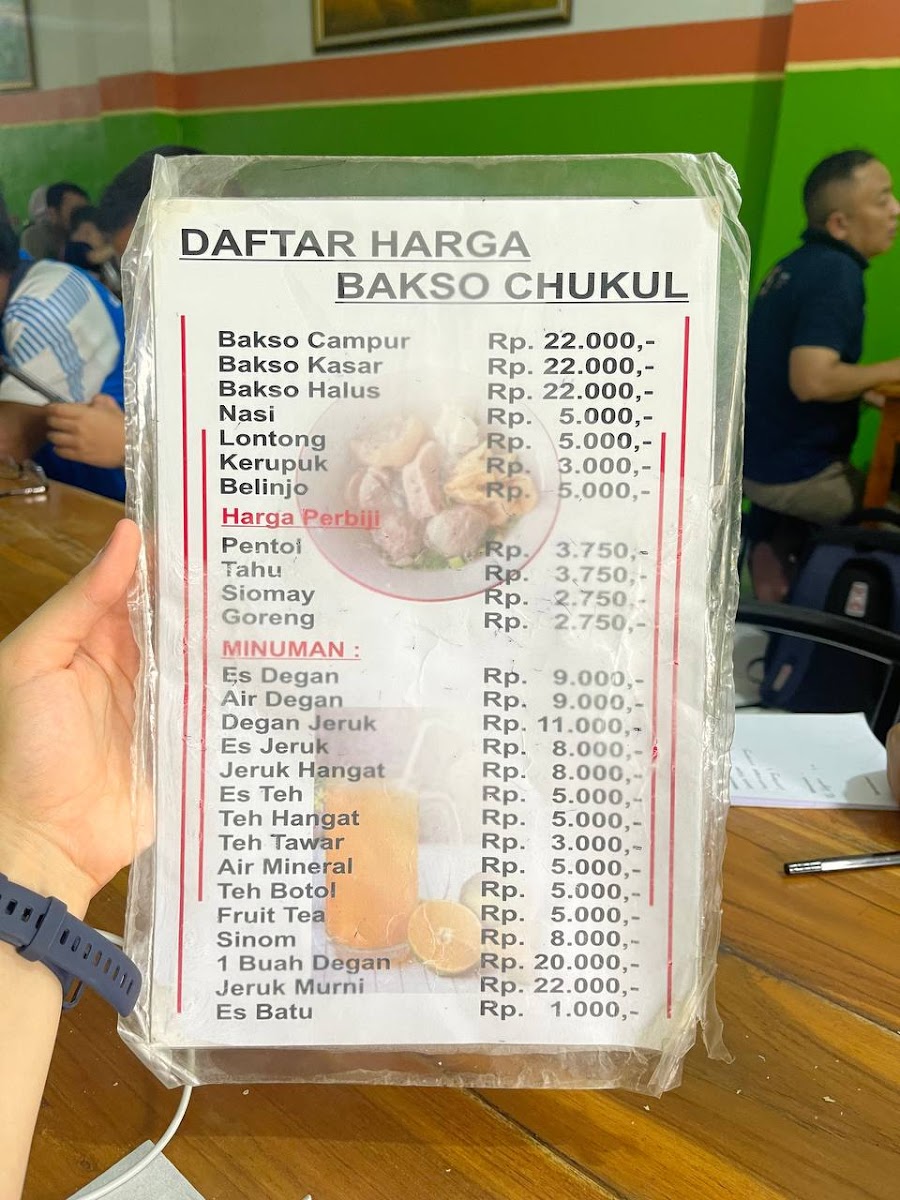 DAFTAR HARGA
BAKSO CHUKUL
Bakso Campur Rp. 22.000,-
Bakso Kasar Rp. 22.000,-
Bakso Halus Rp. 22.000,-
Nasi Rp. 5.000,-
Lontong Rp. 5.000,-
Kerupuk Rp. 3.000,-
Belinjo Rp. 5.000,-
Harga Perbiji
Pentol Rp. 3.750,-
Tahu Rp. 3.750,-
Siomay Rp. 2.750,-
Goreng Rp. 2.750,-
MINUMAN :
Es Degan Rp. 9.000,-
Air Degan Rp. 9.000,-
Degan Jeruk Rp. 11.000,-
Es Jeruk Rp. 8.000,-
Jeruk Hangat Rp. 8.000,-
Es Teh Rp. 5.000,-
Teh Hangat Rp. 5.000,-
Teh Tawar Rp. 3.000,-
Air Mineral Rp. 5.000,-
Teh Botol Rp. 5.000,-
Fruit Tea Rp. 5.000,-
Sinom Rp. 8.000,-
1 Buah Degan Rp. 20.000,-
Jeruk Murni Rp. 22.000,-
Es Batu Rp. 1.000,-